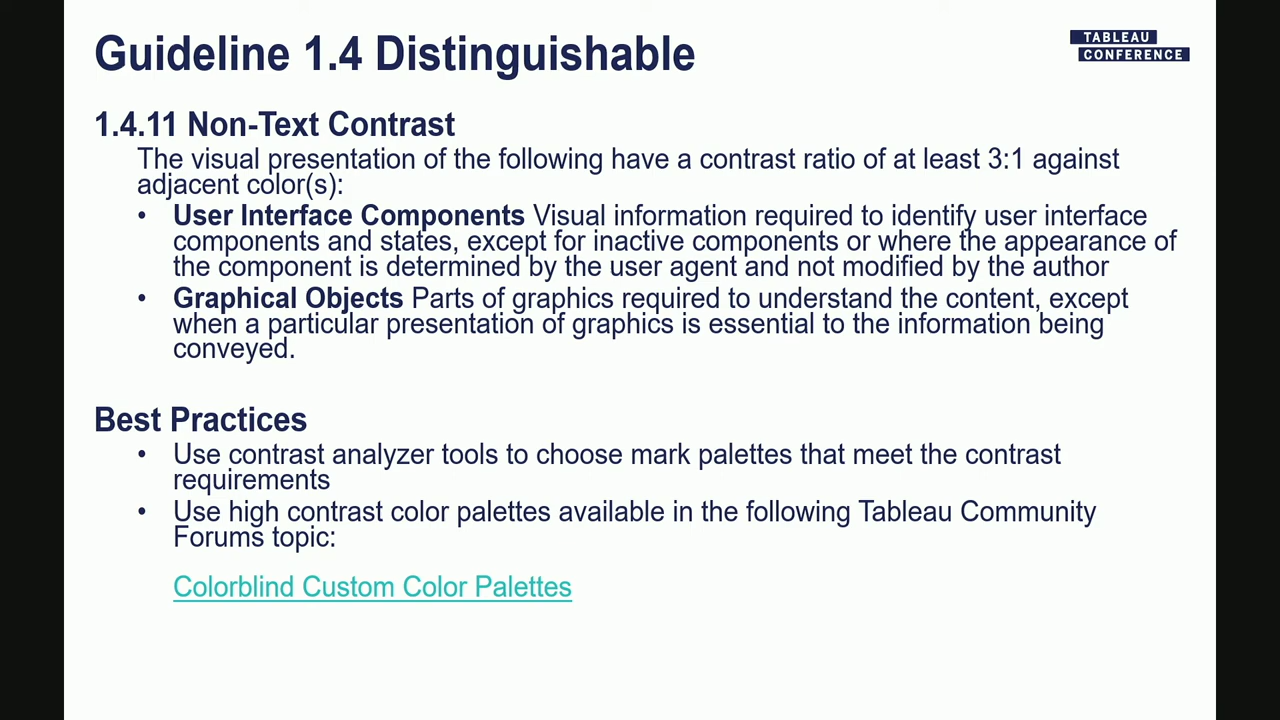 Guideline 1.4 Distinguishable
TABLEAU
CONFERENCE
1.4.11 Non-Text Contrast
The visual presentation of the following have a contrast ratio of at least 3:1 against
adjacent color(s):
• User Interface Components Visual information required to identify user interface
components and states, except for inactive components or where the appearance of
the component is determined by the user agent and not modified by the author
• Graphical Objects Parts of graphics required to understand the content, except
when a particular presentation of graphics is essential to the information being
conveyed.
Best Practices
• Use contrast analyzer tools to choose mark palettes that meet the contrast
requirements
• Use high contrast color palettes available in the following Tableau Community
Forums topic:
Colorblind Custom Color Palettes